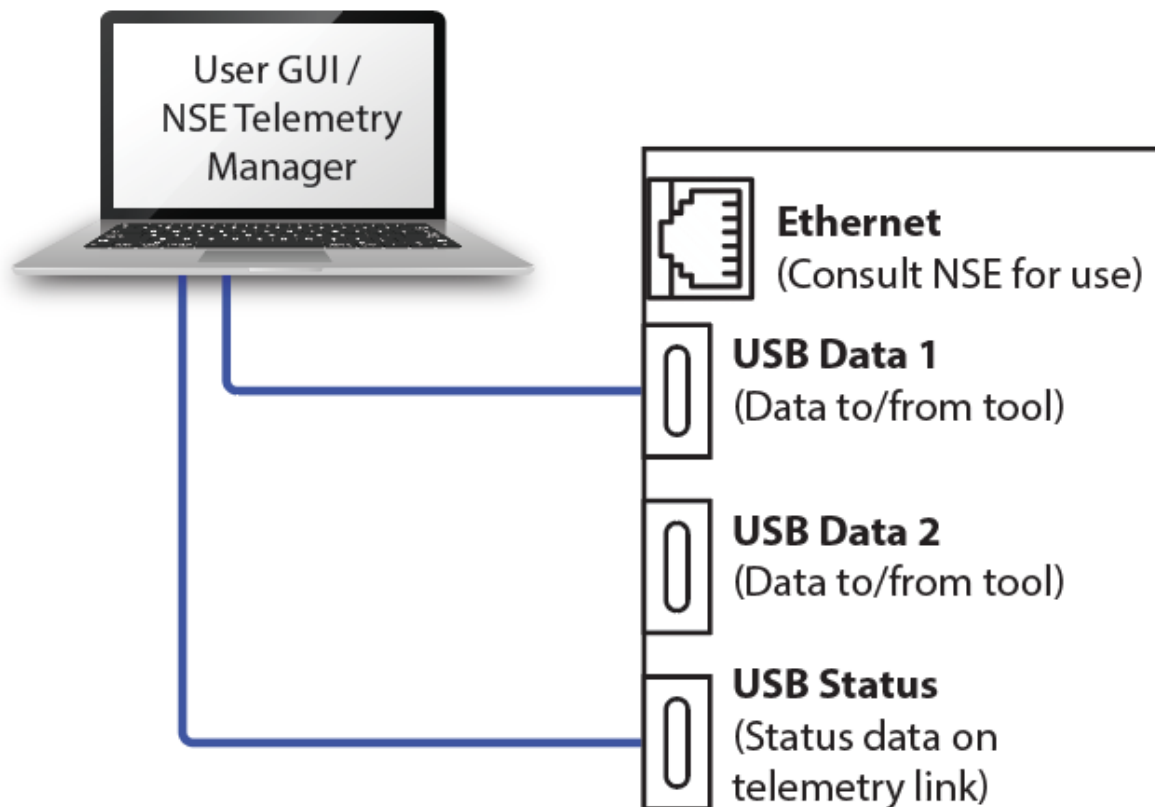 User GUI /
NSE Telemetry
Manager
Ethernet
(Consult NSE for use)
USB Data 1
(Data to/from tool)
USB Data 2
(Data to/from tool)
USB Status
(Status data on
telemetry link)